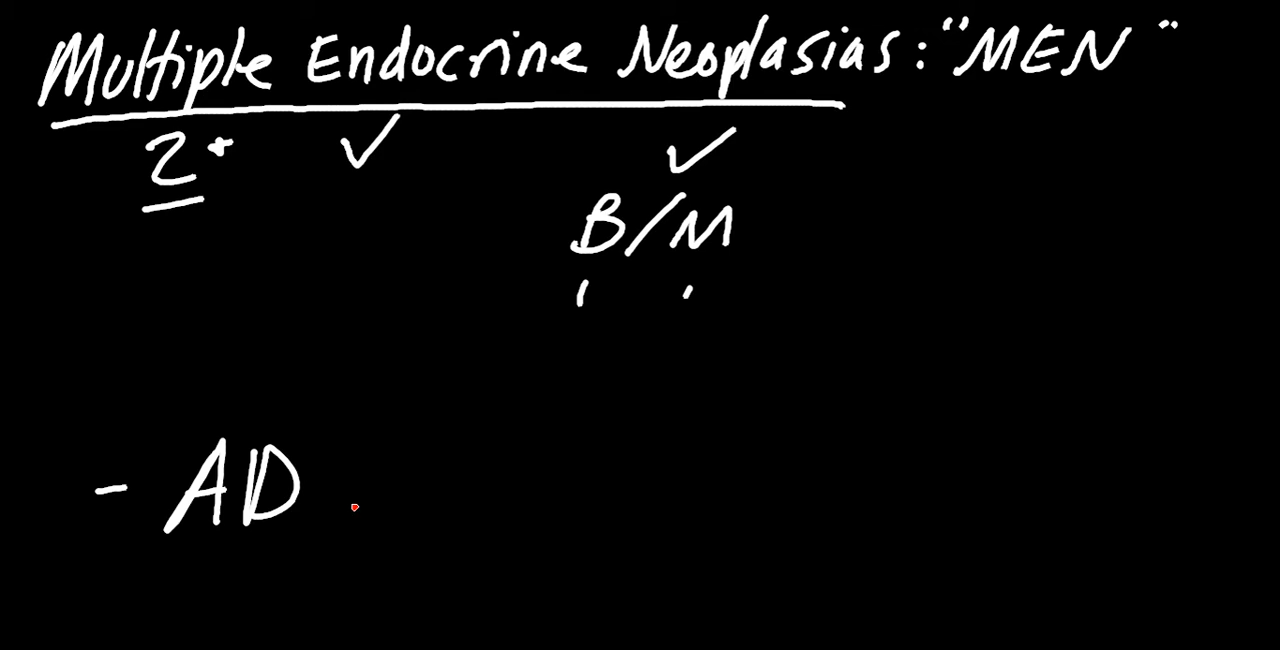 Multiple Endocrine Neoplasias: "MEN"
2+ ✓ ✓
B/M
- AD